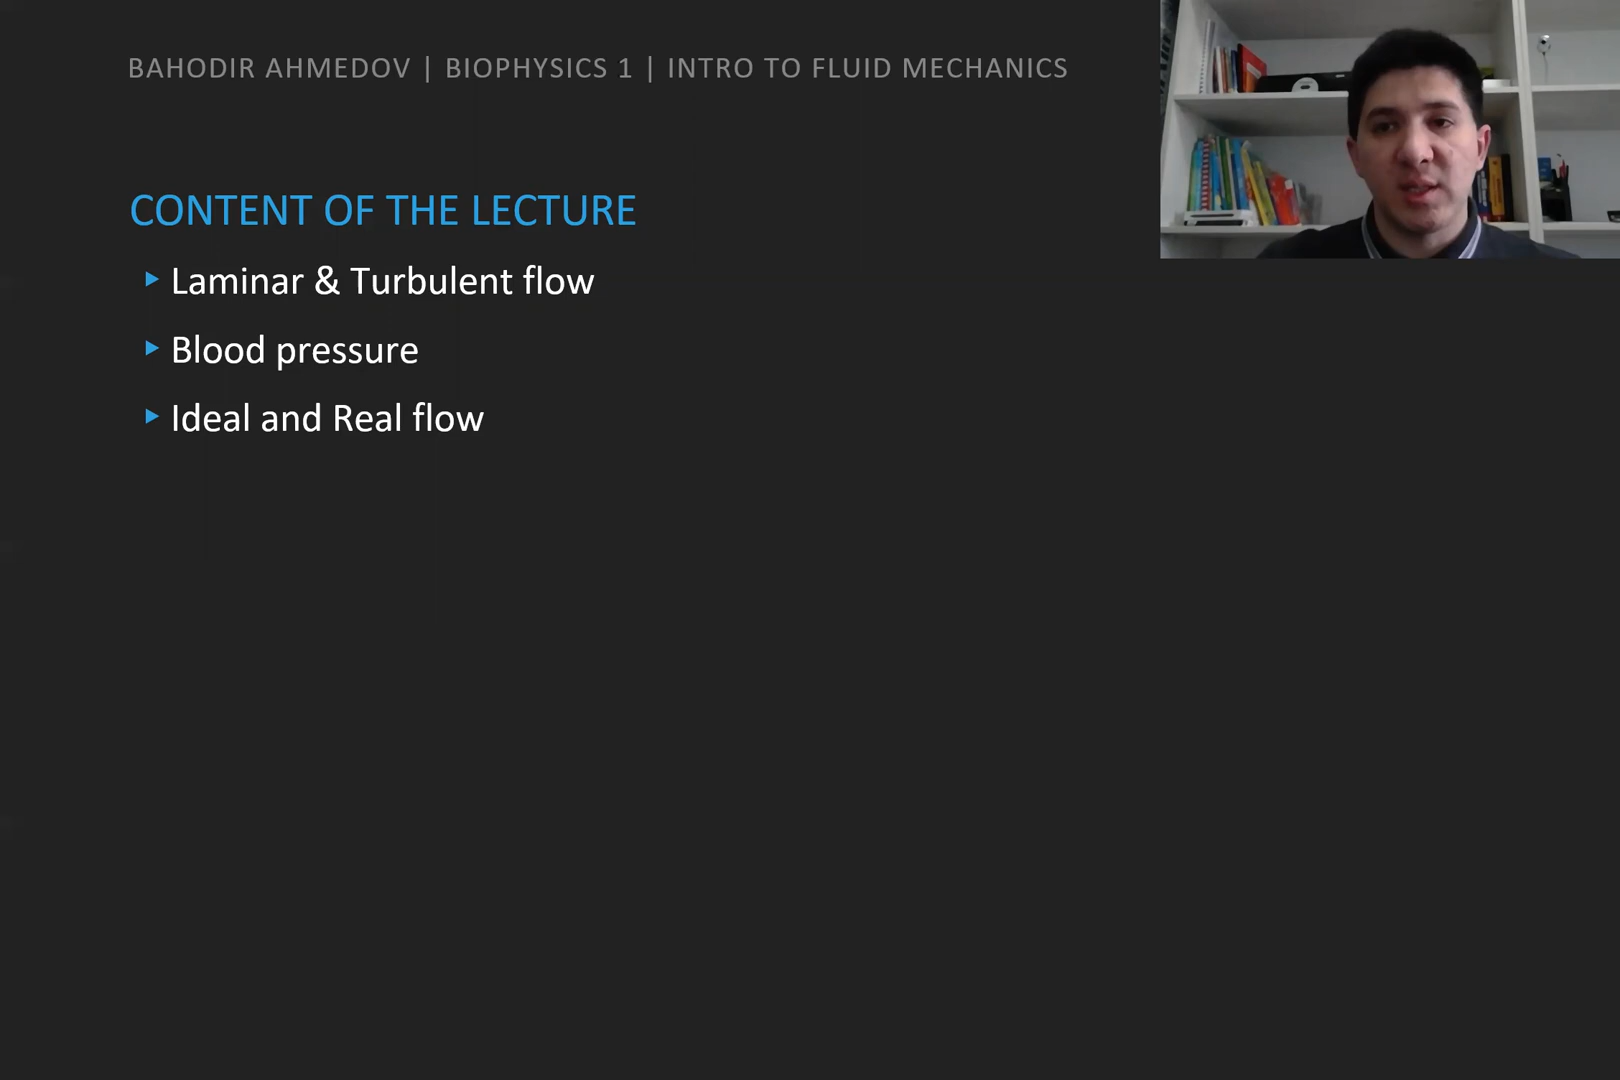 BAHODIR AHMEDOV | BIOPHYSICS 1 | INTRO TO FLUID MECHANICS
CONTENT OF THE LECTURE
Laminar & Turbulent flow
Blood pressure
Ideal and Real flow